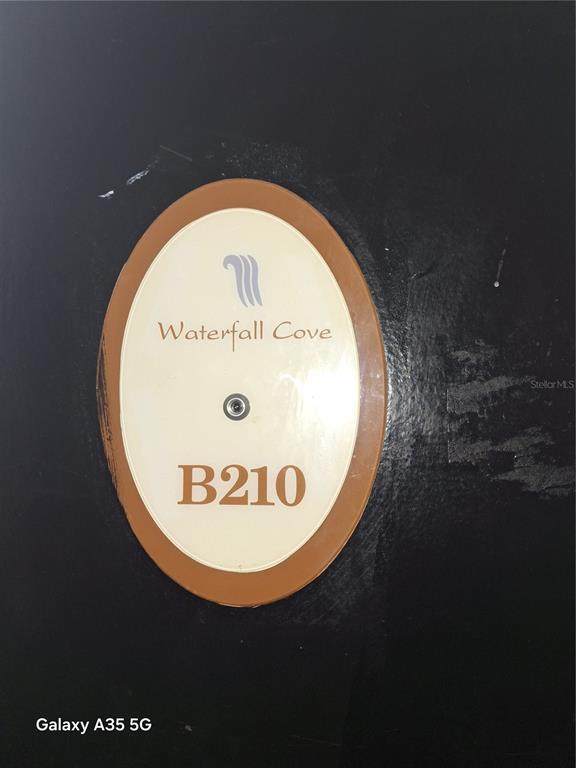 Waterfall Cove
B210
Stellar MLS
Galaxy A35 5G